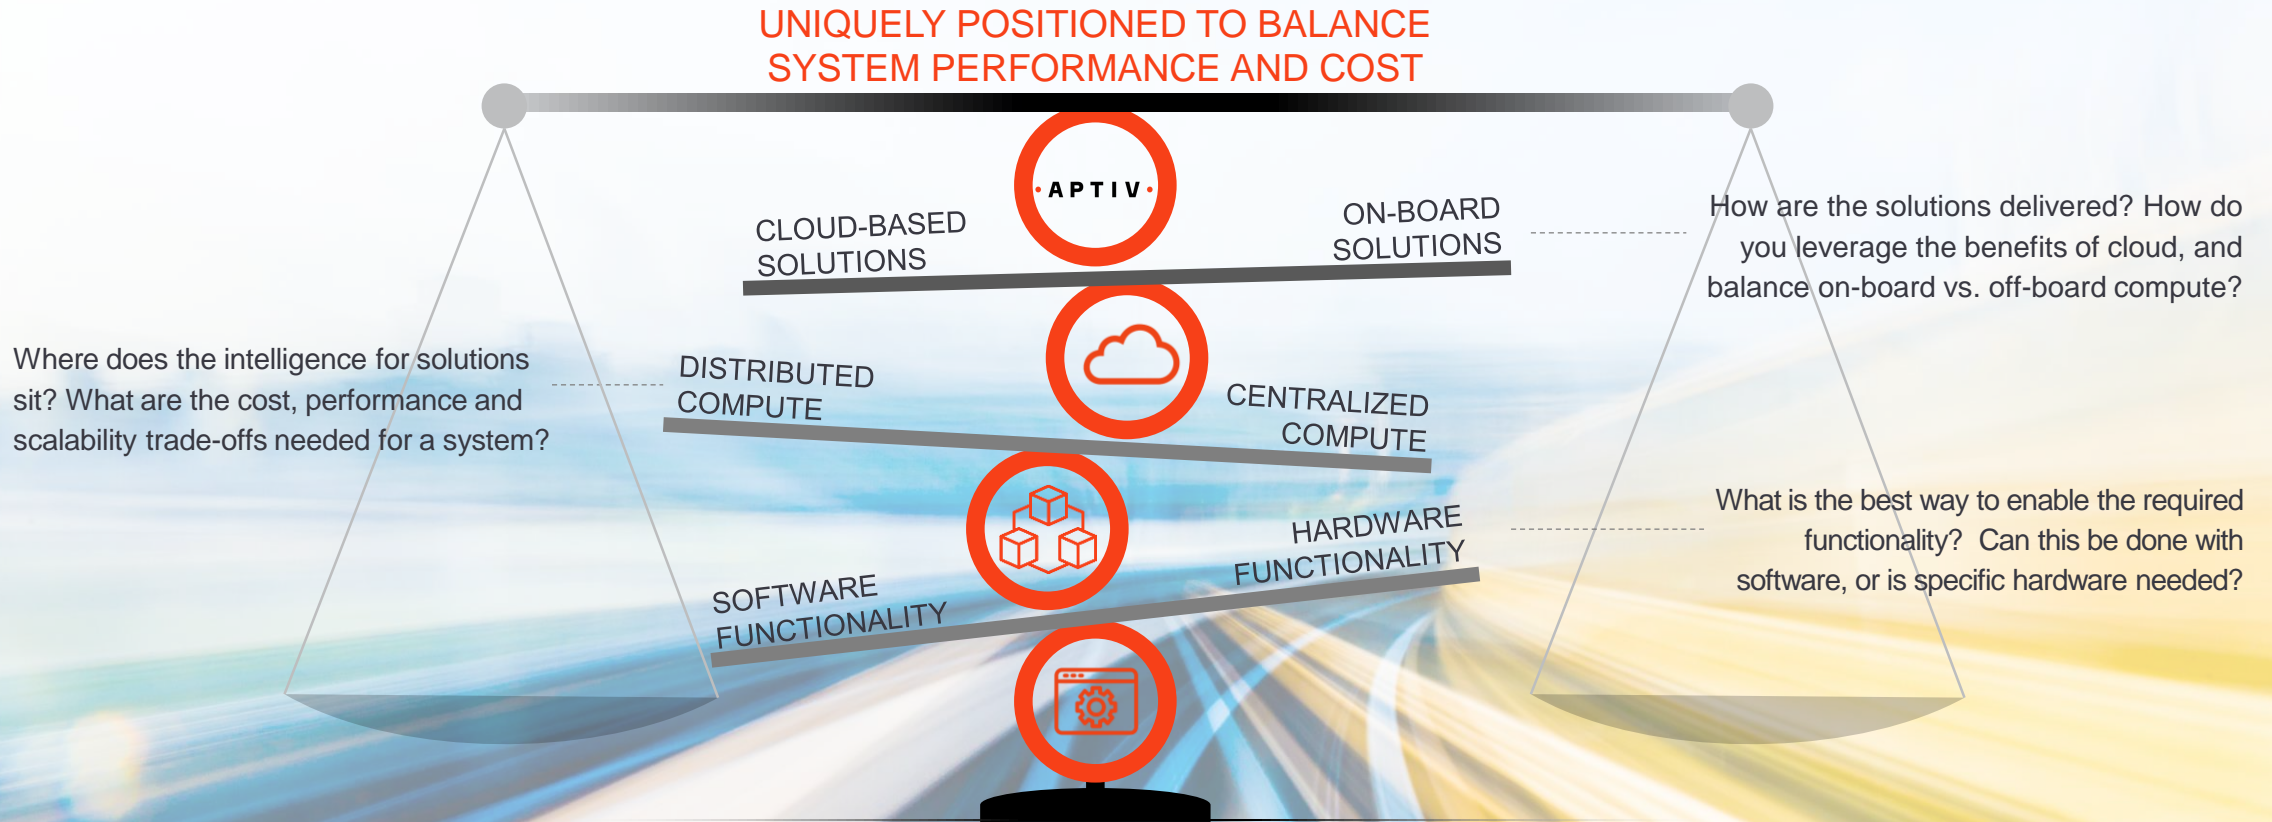 UNIQUELY POSITIONED TO BALANCE
SYSTEM PERFORMANCE AND COST
• APTIV •
CLOUD-BASED
SOLUTIONS
ON-BOARD
SOLUTIONS
How are the solutions delivered? How do
you leverage the benefits of cloud, and
balance on-board vs. off-board compute?
Where does the intelligence for solutions
sit? What are the cost, performance and
scalability trade-offs needed for a system?
DISTRIBUTED
COMPUTE
CENTRALIZED
COMPUTE
SOFTWARE
FUNCTIONALITY
HARDWARE
FUNCTIONALITY
What is the best way to enable the required
functionality?  Can this be done with
software, or is specific hardware needed?